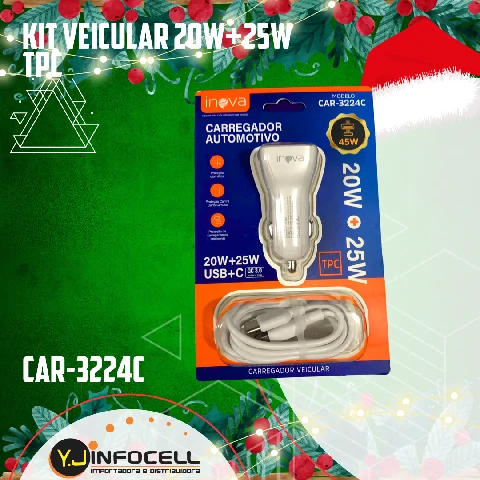 KIT VEICULAR 20W+25W
TPC
inova
MODELO
CAR-3224C
CARREGADOR
AUTOMOTIVO
45W
inova
20W + 25W
20W+25W
USB+C
TPC
CARREGADOR VEICULAR
CAR-3224C
Y.J INFOCELL
importadora e distribuidora